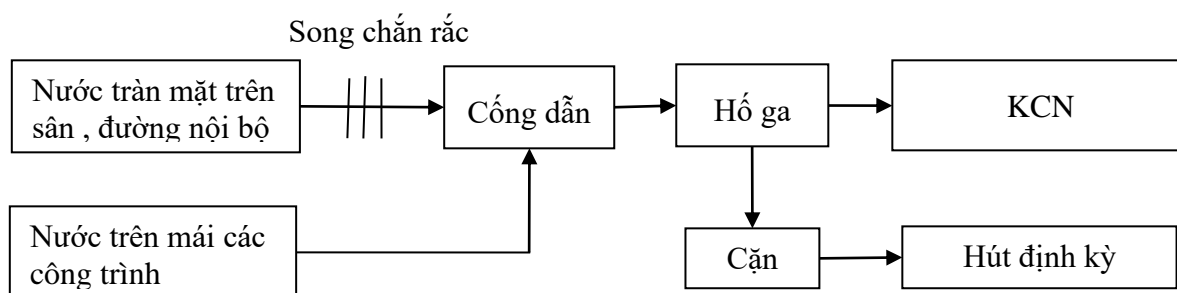 Song chắn rắc
Nước tràn mặt trên
sân , đường nội bộ
Cống dẫn
Hố ga
KCN
Nước trên mái các
công trình
Cặn
Hút định kỳ